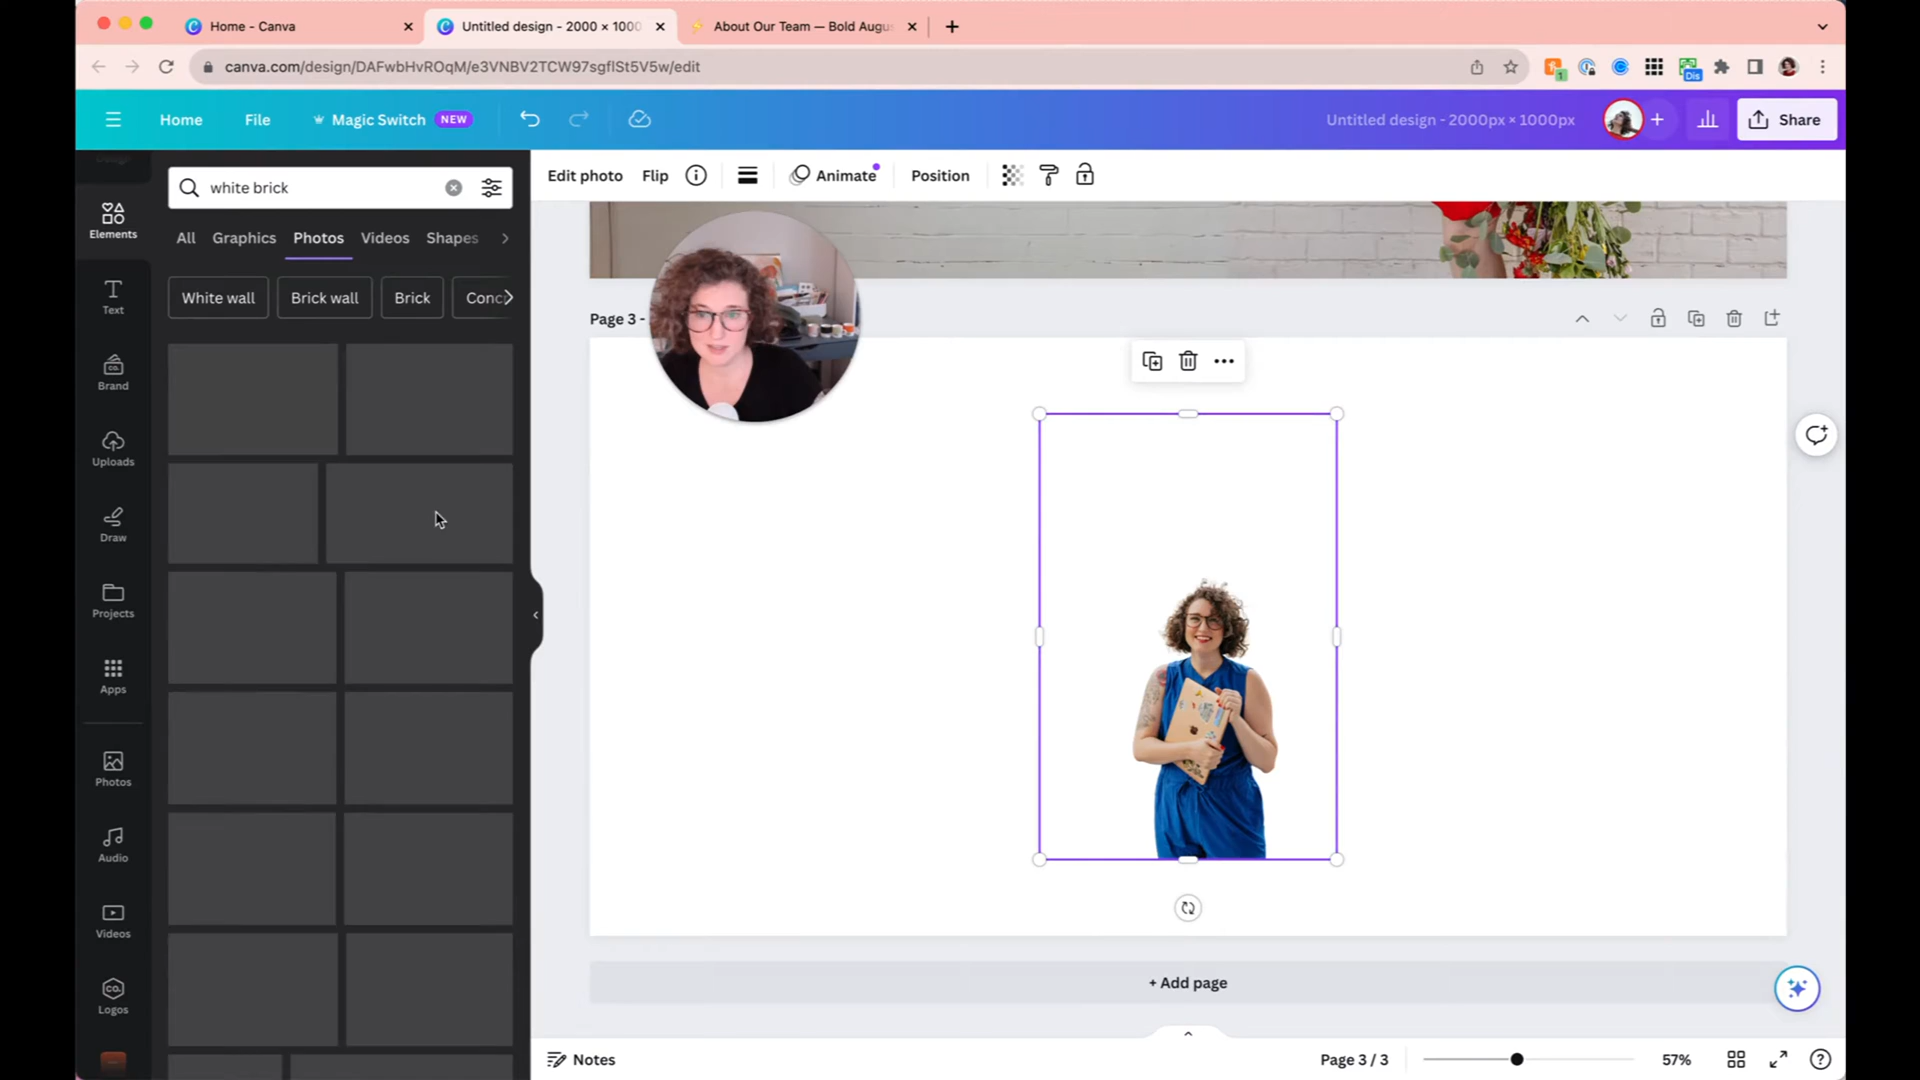 Home - Canva
Untitled design - 2000 × 1000
About Our Team — Bold Augu
canva.com/design/DAFwbHvROqM/e3VNBV2TCW97sgflSt5V5w/edit
1
Dis
Home
File
Magic Switch
NEW
Untitled design - 2000px × 1000px
Share
white brick
Edit photo
Flip
Animate
Position
Elements
Text
Brand
Uploads
Draw
Projects
Apps
Photos
Audio
Videos
Logos
All
Graphics
Photos
Videos
Shapes
White wall
Brick wall
Brick
Conc
Page 3 -
+ Add page
CO.
Notes
Page 3 / 3
57%